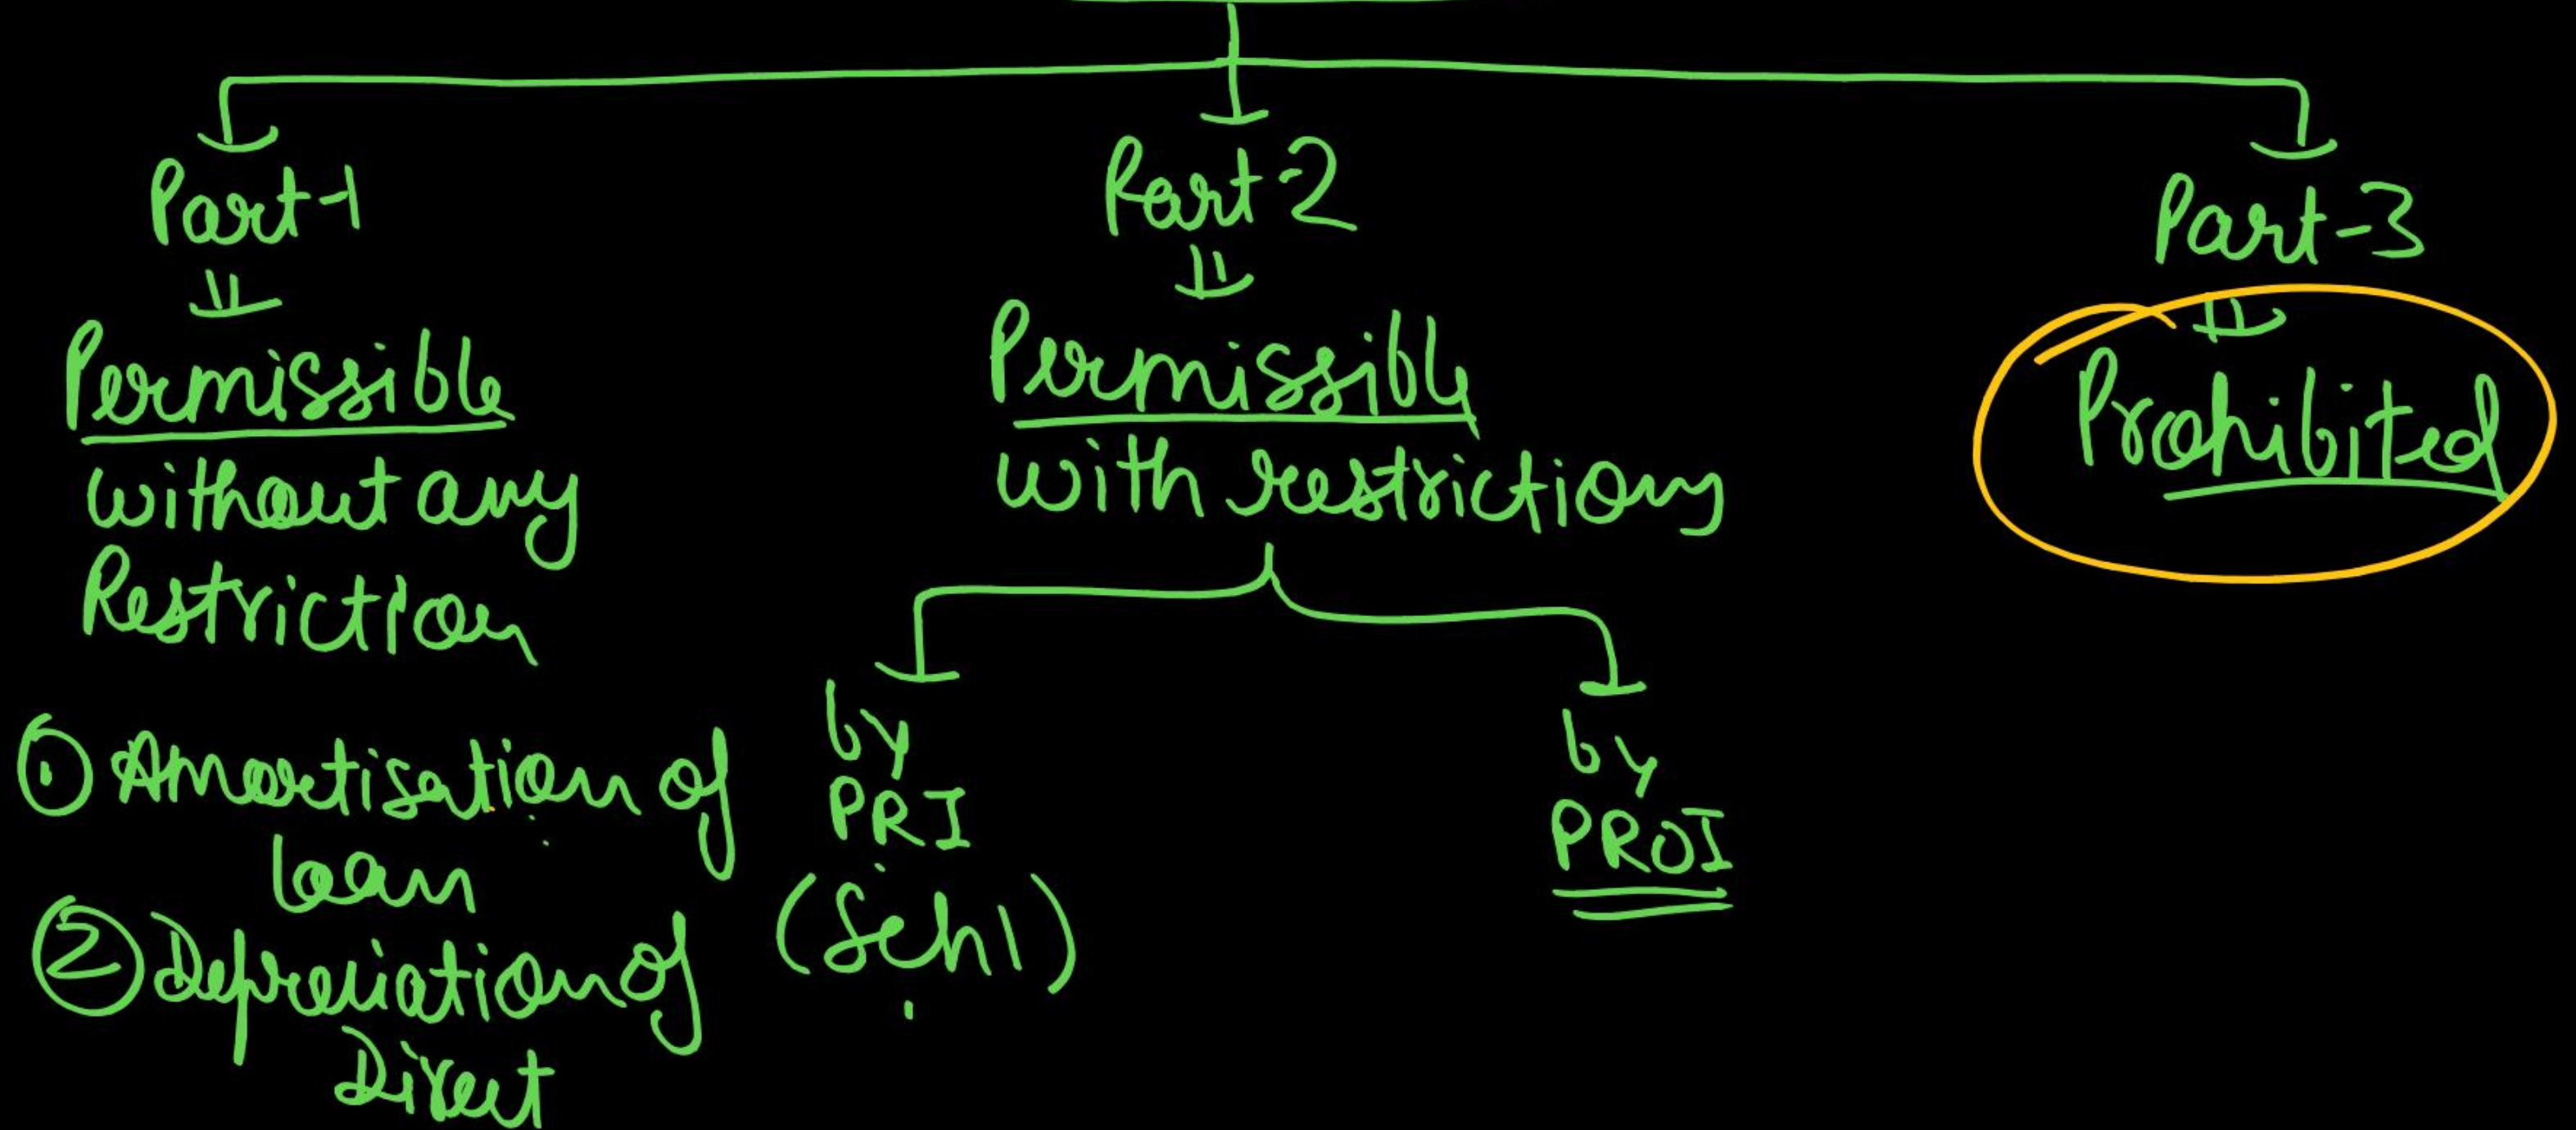 Part-1
Permissible
without any
Restriction
① Amortisation of
loan
② Depreciation of
Direct
Part-2
Permissible
with restrictions
by
PRI
(Sch1)
by
PROI
Part-3
Prohibited